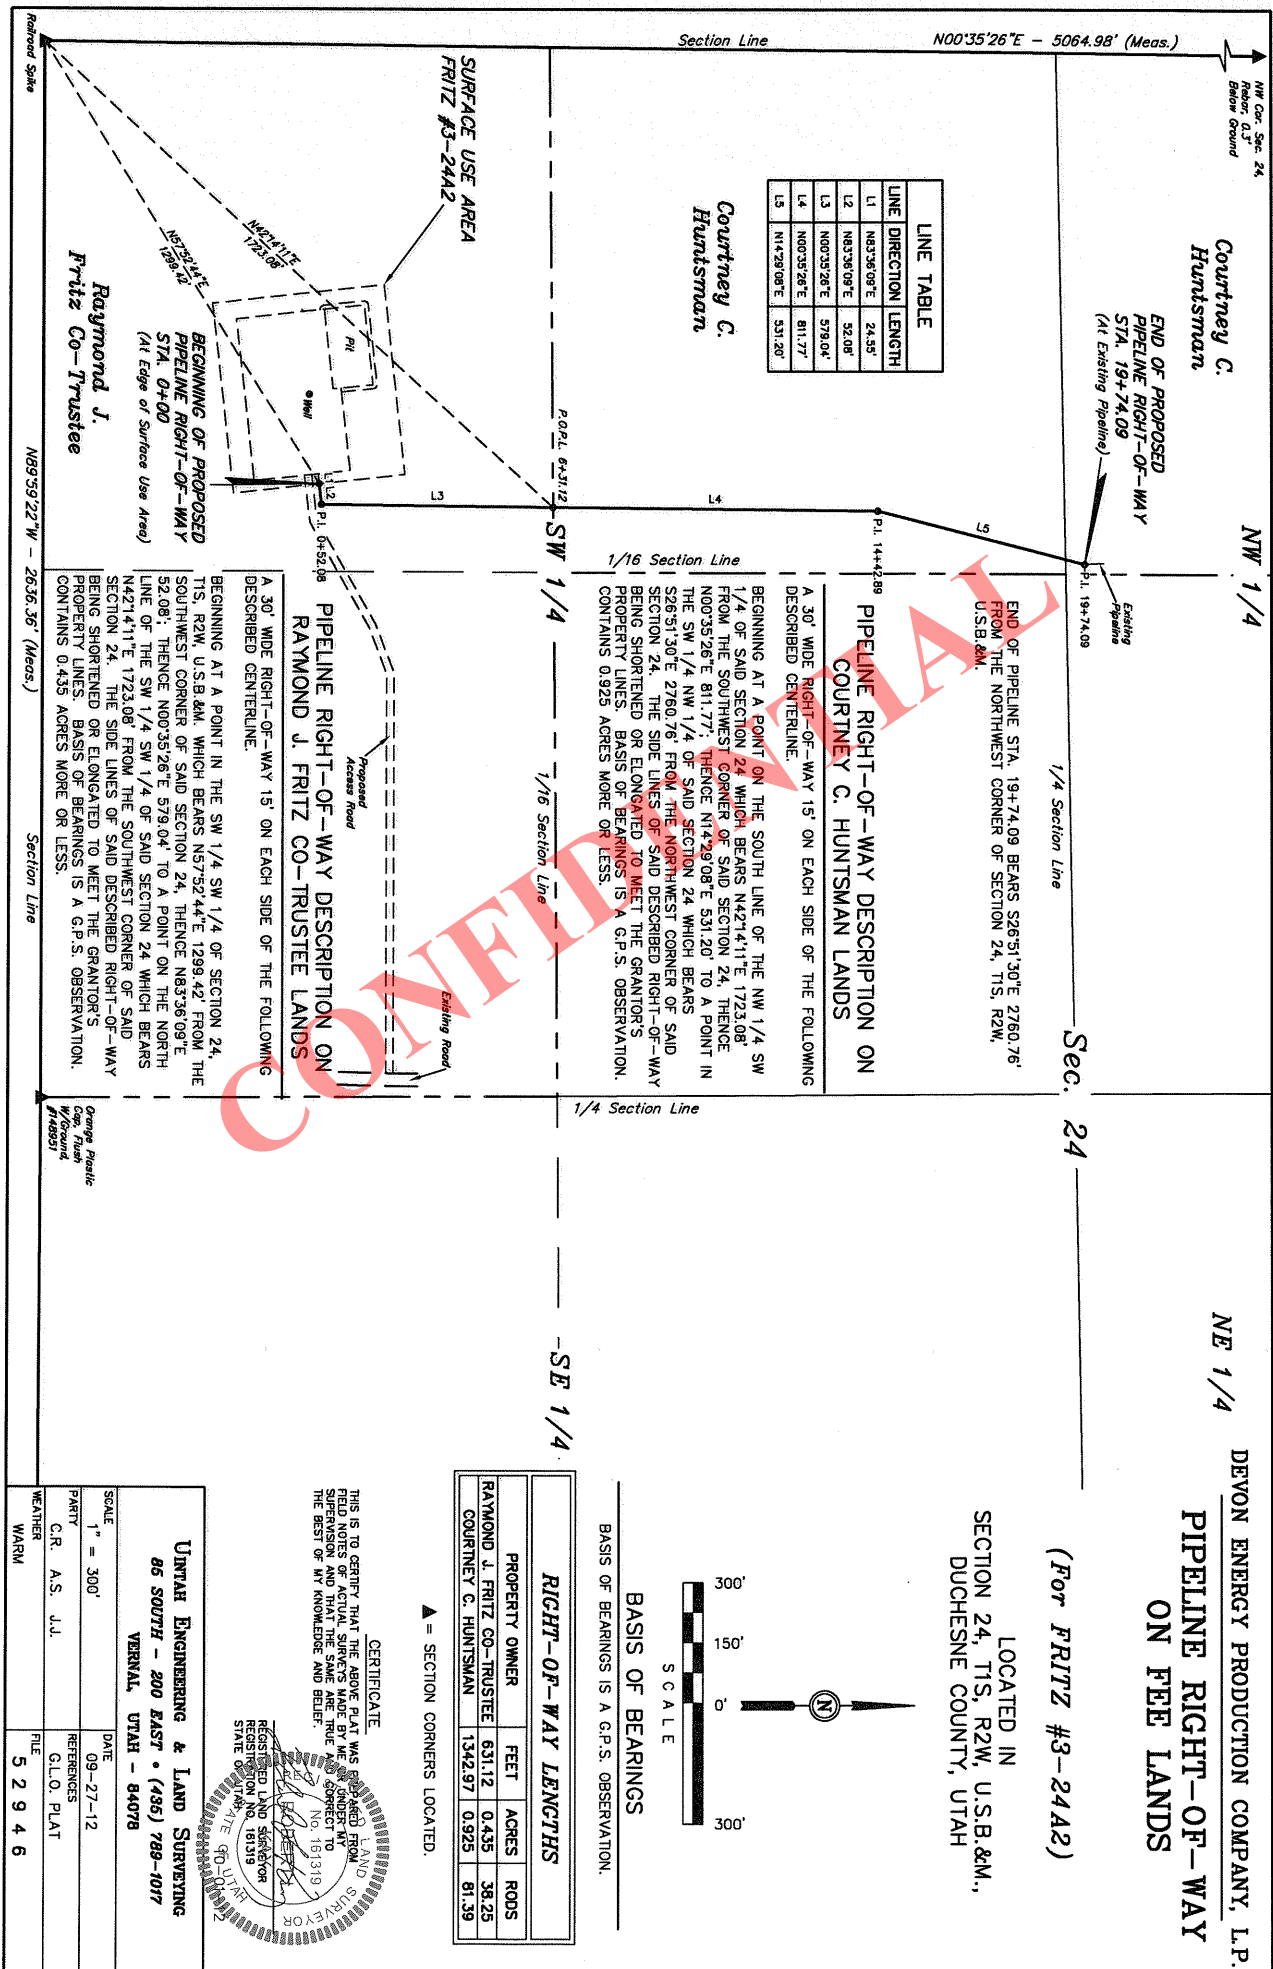 DEVON ENERGY PRODUCTION COMPANY, L.P.
PIPELINE RIGHT-OF-WAY
ON FEE LANDS
(For FRITZ #3-24A2)
LOCATED IN
SECTION 24, T1S, R2W, U.S.B.&M.,
DUCHESNE COUNTY, UTAH
N
300' 150' 0' 300'
SCALE
BASIS OF BEARINGS
BASIS OF BEARINGS IS A G.P.S. OBSERVATION.
RIGHT-OF-WAY LENGTHS
PROPERTY OWNER FEET ACRES RODS
RAYMOND J. FRITZ CO-TRUSTEE 631.12 0.435 38.25
COURTNEY C. HUNTSMAN 1342.97 0.925 81.39
▲ = SECTION CORNERS LOCATED.
CERTIFICATE
THIS IS TO CERTIFY THAT THE ABOVE PLAT WAS PREPARED FROM
FIELD NOTES OF ACTUAL SURVEYS MADE BY ME OR UNDER MY
SUPERVISION AND THAT THE SAME ARE TRUE AND CORRECT TO
THE BEST OF MY KNOWLEDGE AND BELIEF.
REGISTERED LAND SURVEYOR
REGISTRATION NO. 161319
STATE OF UTAH
LAND SURVEYOR
No. 161319
ROBERT
STATE OF UTAH
UINTAH ENGINEERING & LAND SURVEYING
85 SOUTH - 200 EAST • (435) 789-1017
VERNAL, UTAH - 84078
SCALE 1" = 300'
DATE 09-27-12
PARTY C.R. A.S. J.J.
REFERENCES G.L.O. PLAT
WEATHER WARM
FILE 52946
NW Cor. Sec. 24,
Rebar, 0.3'
Below Ground
N00°35'26"E - 5064.98' (Meas.)
Section Line
Courtney C.
Huntsman
NW 1/4
NE 1/4
END OF PROPOSED
PIPELINE RIGHT-OF-WAY
STA. 19+74.09
(At Existing Pipeline)
Existing
Pipeline
P.I. 19+74.09
END OF PIPELINE STA. 19+74.09 BEARS S26°51'30"E 2760.76'
FROM THE NORTHWEST CORNER OF SECTION 24, T1S, R2W,
U.S.B.&M.
1/4 Section Line
Sec. 24
L5
P.I. 14+42.89
L4
LINE TABLE
LINE DIRECTION LENGTH
L1 N83°36'09"E 24.55'
L2 N83°36'09"E 52.08'
L3 N00°35'26"E 579.04'
L4 N00°35'26"E 811.77'
L5 N14°29'08"E 531.20'
Courtney C.
Huntsman
PIPELINE RIGHT-OF-WAY DESCRIPTION ON
COURTNEY C. HUNTSMAN LANDS
A 30' WIDE RIGHT-OF-WAY 15' ON EACH SIDE OF THE FOLLOWING
DESCRIBED CENTERLINE.
BEGINNING AT A POINT ON THE SOUTH LINE OF THE NW 1/4 SW
1/4 OF SAID SECTION 24 WHICH BEARS N42°14'11"E 1723.08'
FROM THE SOUTHWEST CORNER OF SAID SECTION 24, THENCE
N00°35'26"E 811.77'; THENCE N14°29'08"E 531.20' TO A POINT IN
THE SW 1/4 NW 1/4 OF SAID SECTION 24 WHICH BEARS
S26°51'30"E 2760.76' FROM THE NORTHWEST CORNER OF SAID
SECTION 24. THE SIDE LINES OF SAID DESCRIBED RIGHT-OF-WAY
BEING SHORTENED OR ELONGATED TO MEET THE GRANTOR'S
PROPERTY LINES. BASIS OF BEARINGS IS A G.P.S. OBSERVATION.
CONTAINS 0.925 ACRES MORE OR LESS.
1/16 Section Line
1/4 Section Line
P.O.P.L. 6+31.12
SW 1/4
1/16 Section Line
SE 1/4
SURFACE USE AREA
FRITZ #3-24A2
N42°14'11"E
1723.08'
N57°52'44"E
1299.42'
Pit
Well
L3
L1 L2
P.I. 0+52.08
BEGINNING OF PROPOSED
PIPELINE RIGHT-OF-WAY
STA. 0+00
(At Edge of Surface Use Area)
Raymond J.
Fritz Co-Trustee
Proposed
Access Road
Existing Road
PIPELINE RIGHT-OF-WAY DESCRIPTION ON
RAYMOND J. FRITZ CO-TRUSTEE LANDS
A 30' WIDE RIGHT-OF-WAY 15' ON EACH SIDE OF THE FOLLOWING
DESCRIBED CENTERLINE.
BEGINNING AT A POINT IN THE SW 1/4 SW 1/4 OF SECTION 24,
T1S, R2W, U.S.B.&M. WHICH BEARS N57°52'44"E 1299.42' FROM THE
SOUTHWEST CORNER OF SAID SECTION 24, THENCE N83°36'09"E
52.08'; THENCE N00°35'26"E 579.04' TO A POINT ON THE NORTH
LINE OF THE SW 1/4 SW 1/4 OF SAID SECTION 24 WHICH BEARS
N42°14'11"E 1723.08' FROM THE SOUTHWEST CORNER OF SAID
SECTION 24. THE SIDE LINES OF SAID DESCRIBED RIGHT-OF-WAY
BEING SHORTENED OR ELONGATED TO MEET THE GRANTOR'S
PROPERTY LINES. BASIS OF BEARINGS IS A G.P.S. OBSERVATION.
CONTAINS 0.435 ACRES MORE OR LESS.
Railroad Spike
N89°59'22"W - 2636.36' (Meas.)
Section Line
Orange Plastic
Cap, Flush
W/Ground,
#148951
CONFIDENTIAL